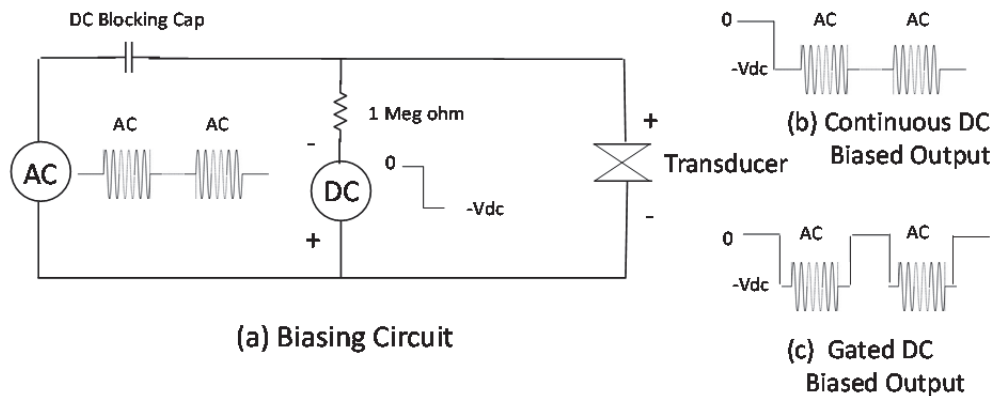 DC Blocking Cap
AC
AC
AC
1 Meg ohm
-
DC
+
0
-Vdc
+
Transducer
-
(a) Biasing Circuit
0
AC
AC
-Vdc
(b) Continuous DC
Biased Output
0
AC
AC
-Vdc
(c) Gated DC
Biased Output